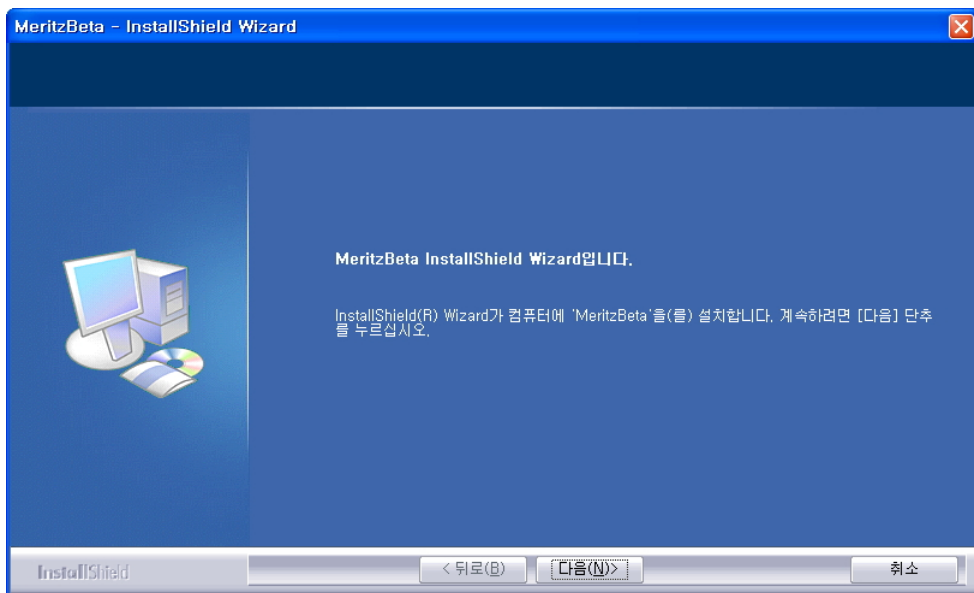 MeritzBeta - InstallShield Wizard
MeritzBeta InstallShield Wizard입니다.
InstallShield(R) Wizard가 컴퓨터에 'MeritzBeta'을(를) 설치합니다. 계속하려면 [다음] 단추
를 누르십시오.
InstallShield
< 뒤로(B)
다음(N)>
취소